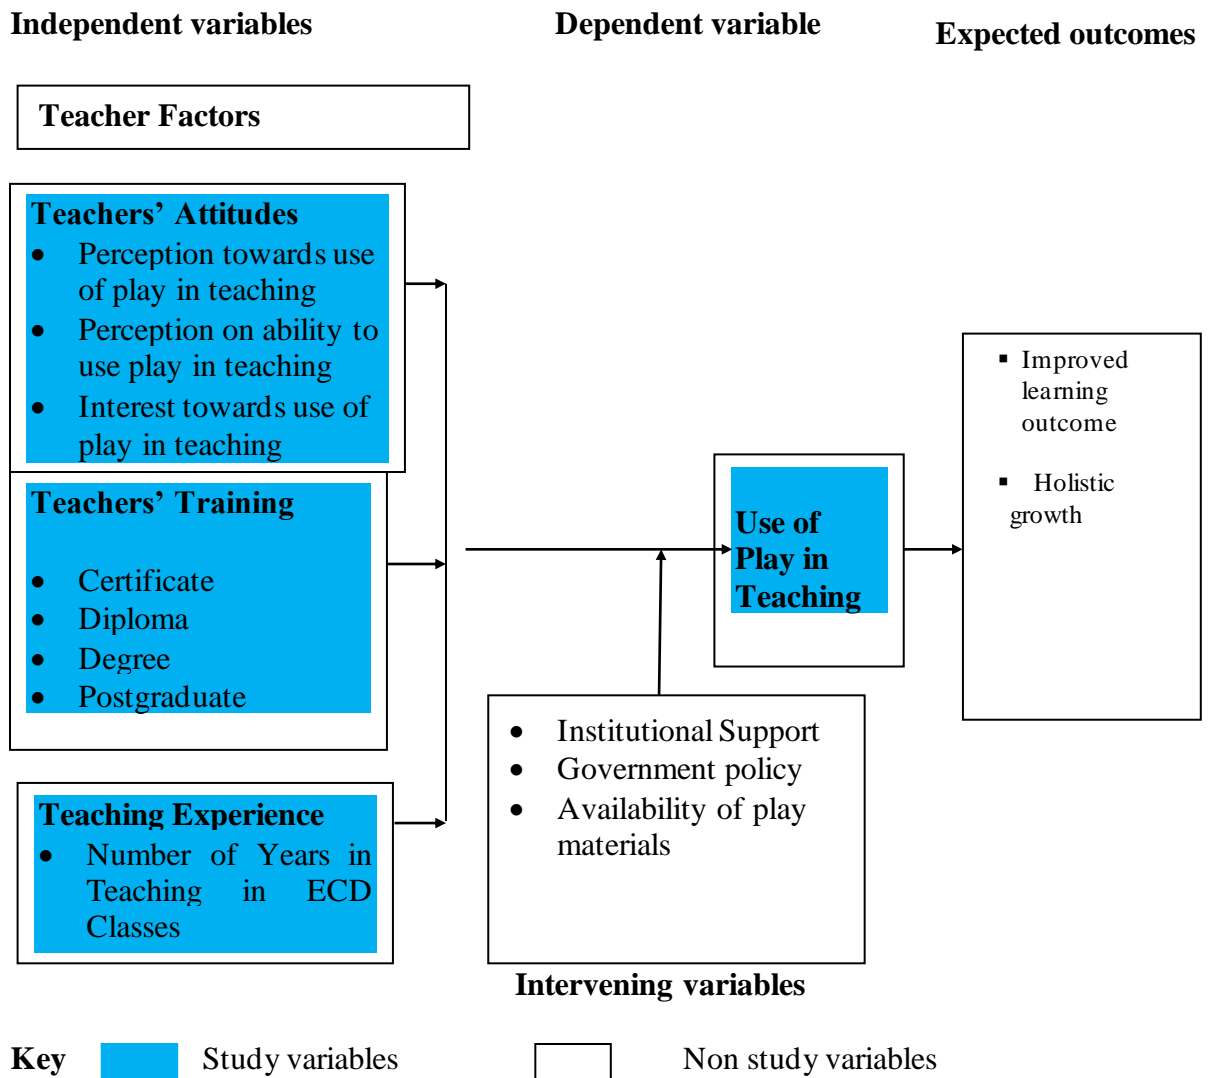 Independent variables
Dependent variable
Expected outcomes
Teacher Factors
Teachers’ Attitudes
• Perception towards use
of play in teaching
• Perception on ability to
use play in teaching
• Interest towards use of
play in teaching
Teachers’ Training
• Certificate
• Diploma
• Degree
• Postgraduate
Teaching Experience
• Number of Years in
Teaching in ECD
Classes
Use of
Play in
Teaching
• Institutional Support
• Government policy
• Availability of play
materials
Intervening variables
▪ Improved
learning
outcome
▪ Holistic
growth
Key
Study variables
Non study variables